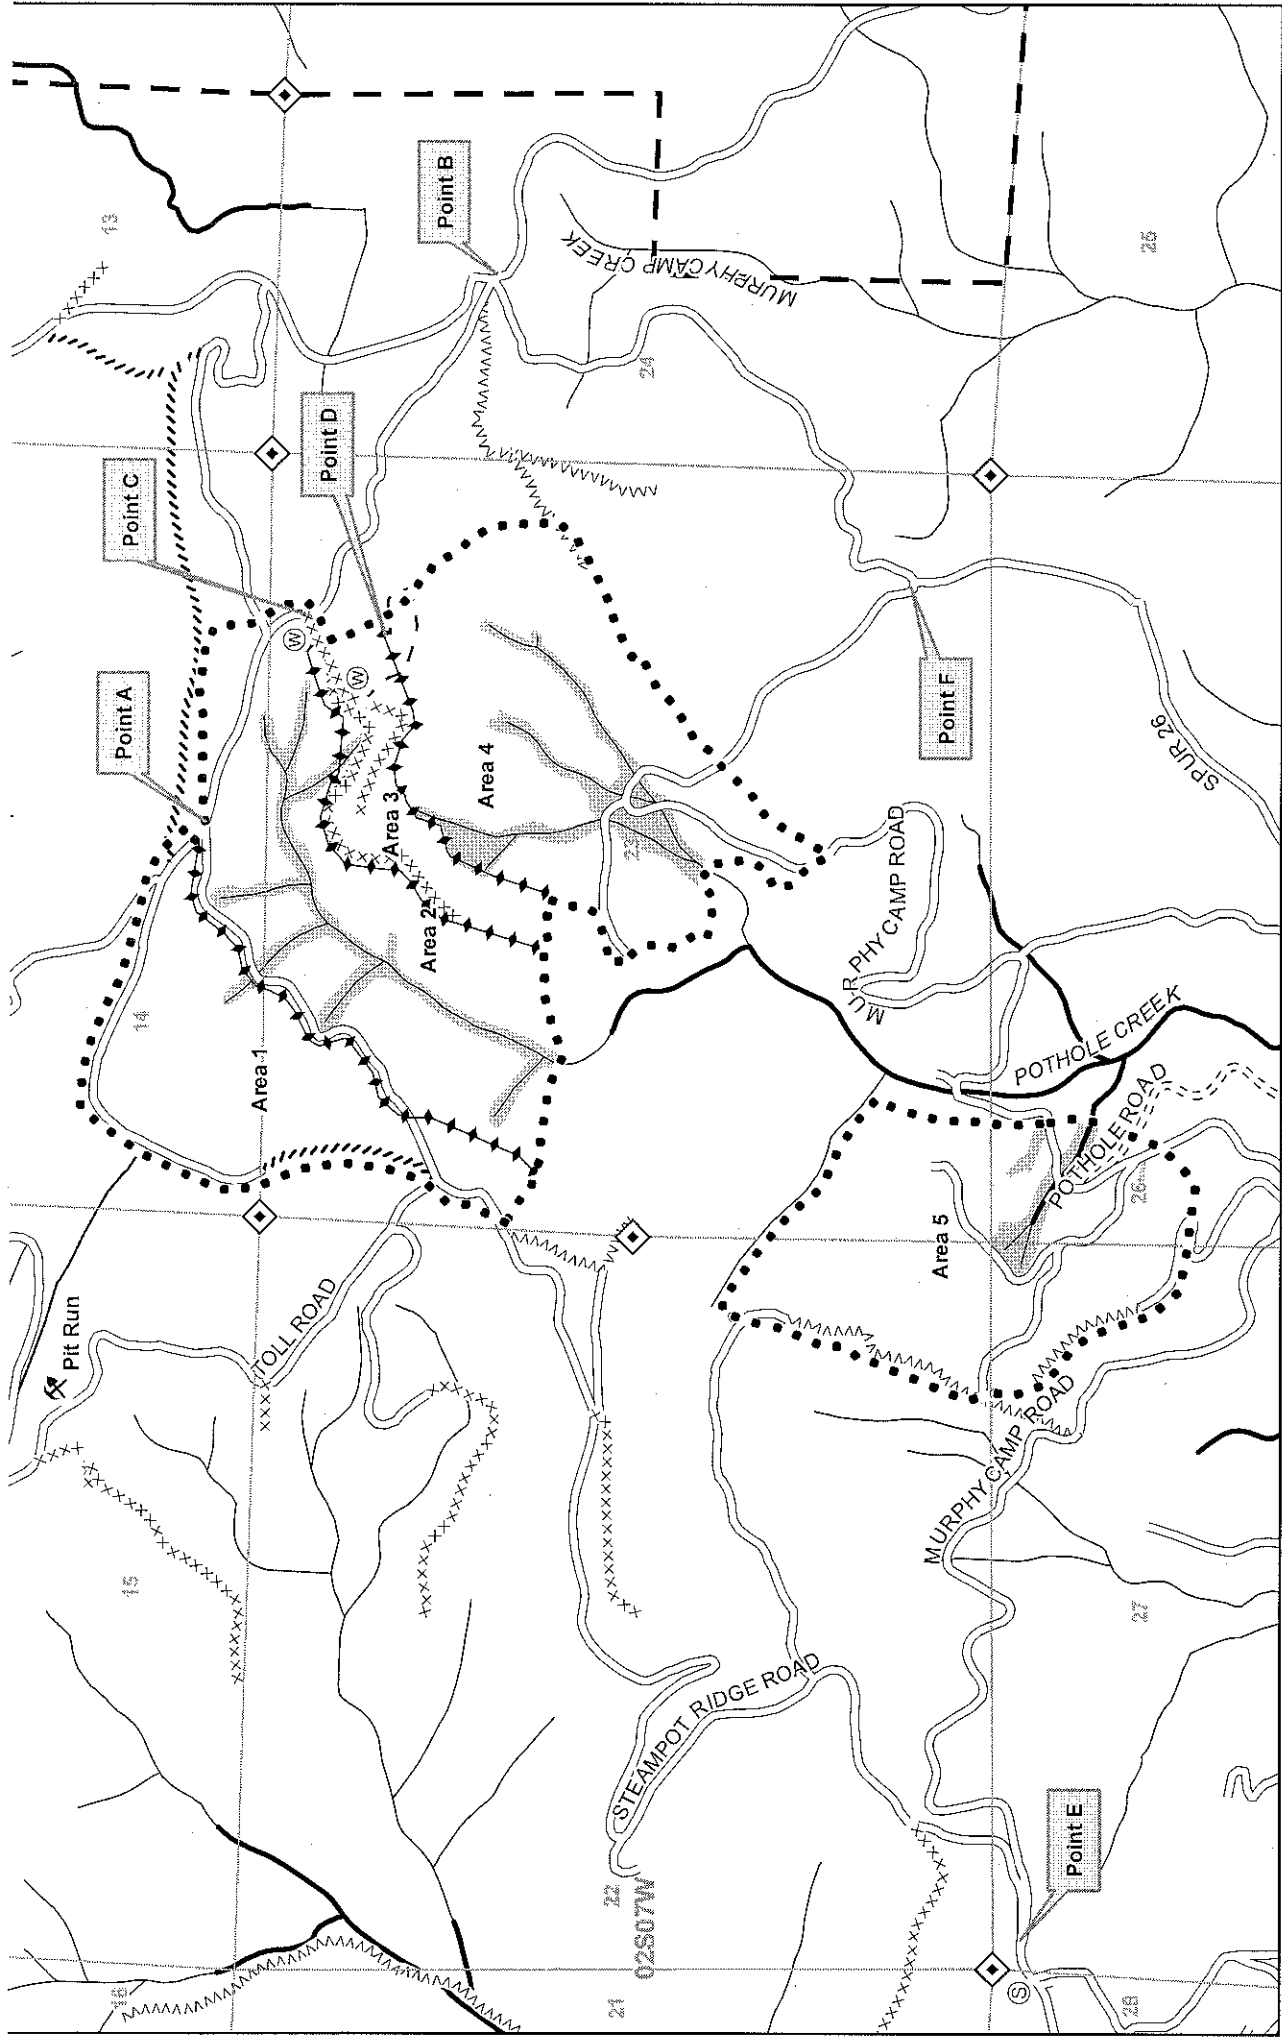 Pit Run
16
15
14
13
Point A
Point C
Area 1
TOLL ROAD
W
Point D
W
Area 3
Area 2
Point B
Area 4
21
22
23
24
02S07W
MURPHY CAMP CREEK
STEAMPOT RIDGE ROAD
MURPHY CAMP ROAD
Area 5
Point F
MURPHY CAMP ROAD
S
Point E
POTHOLE CREEK
POTHOLE ROAD
28
27
26
25
SPUR 26